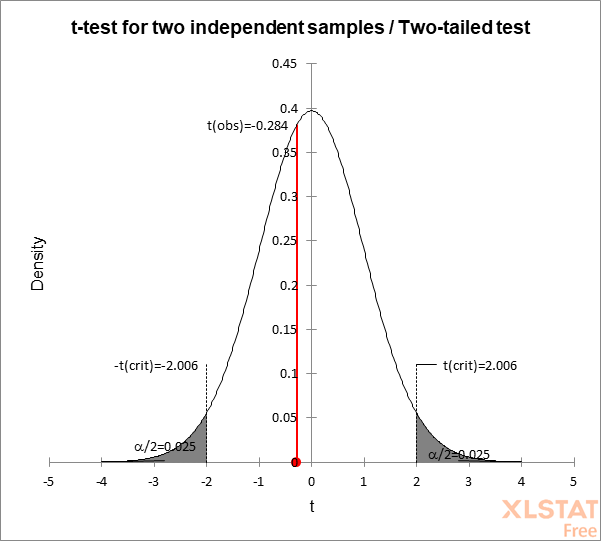 t-test for two independent samples / Two-tailed test
0.45
0.4
t(obs)=-0.284
0.35
0.3
0.25
Density
0.2
0.15
-t(crit)=-2.006
0.1
t(crit)=2.006
0.05
α/2=0.025
α/2=0.025
0
-5 -4 -3 -2 -1 0 1 2 3 4 5
t
XLSTAT
Free